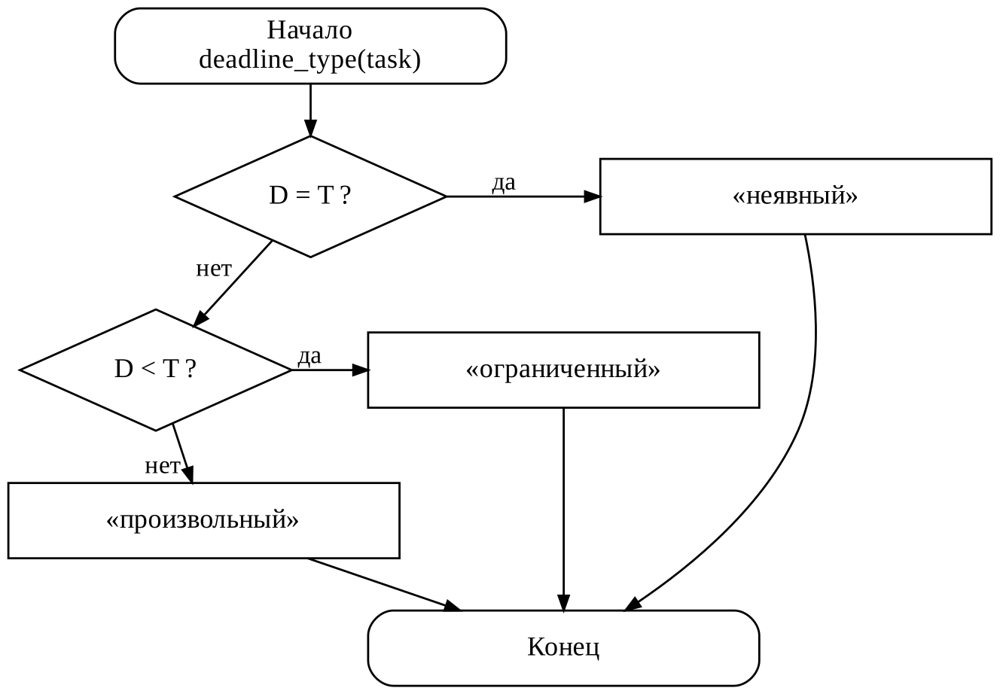 Начало
deadline_type(task)
D = T ?
да
«неявный»
нет
D < T ?
да
«ограниченный»
нет
«произвольный»
Конец